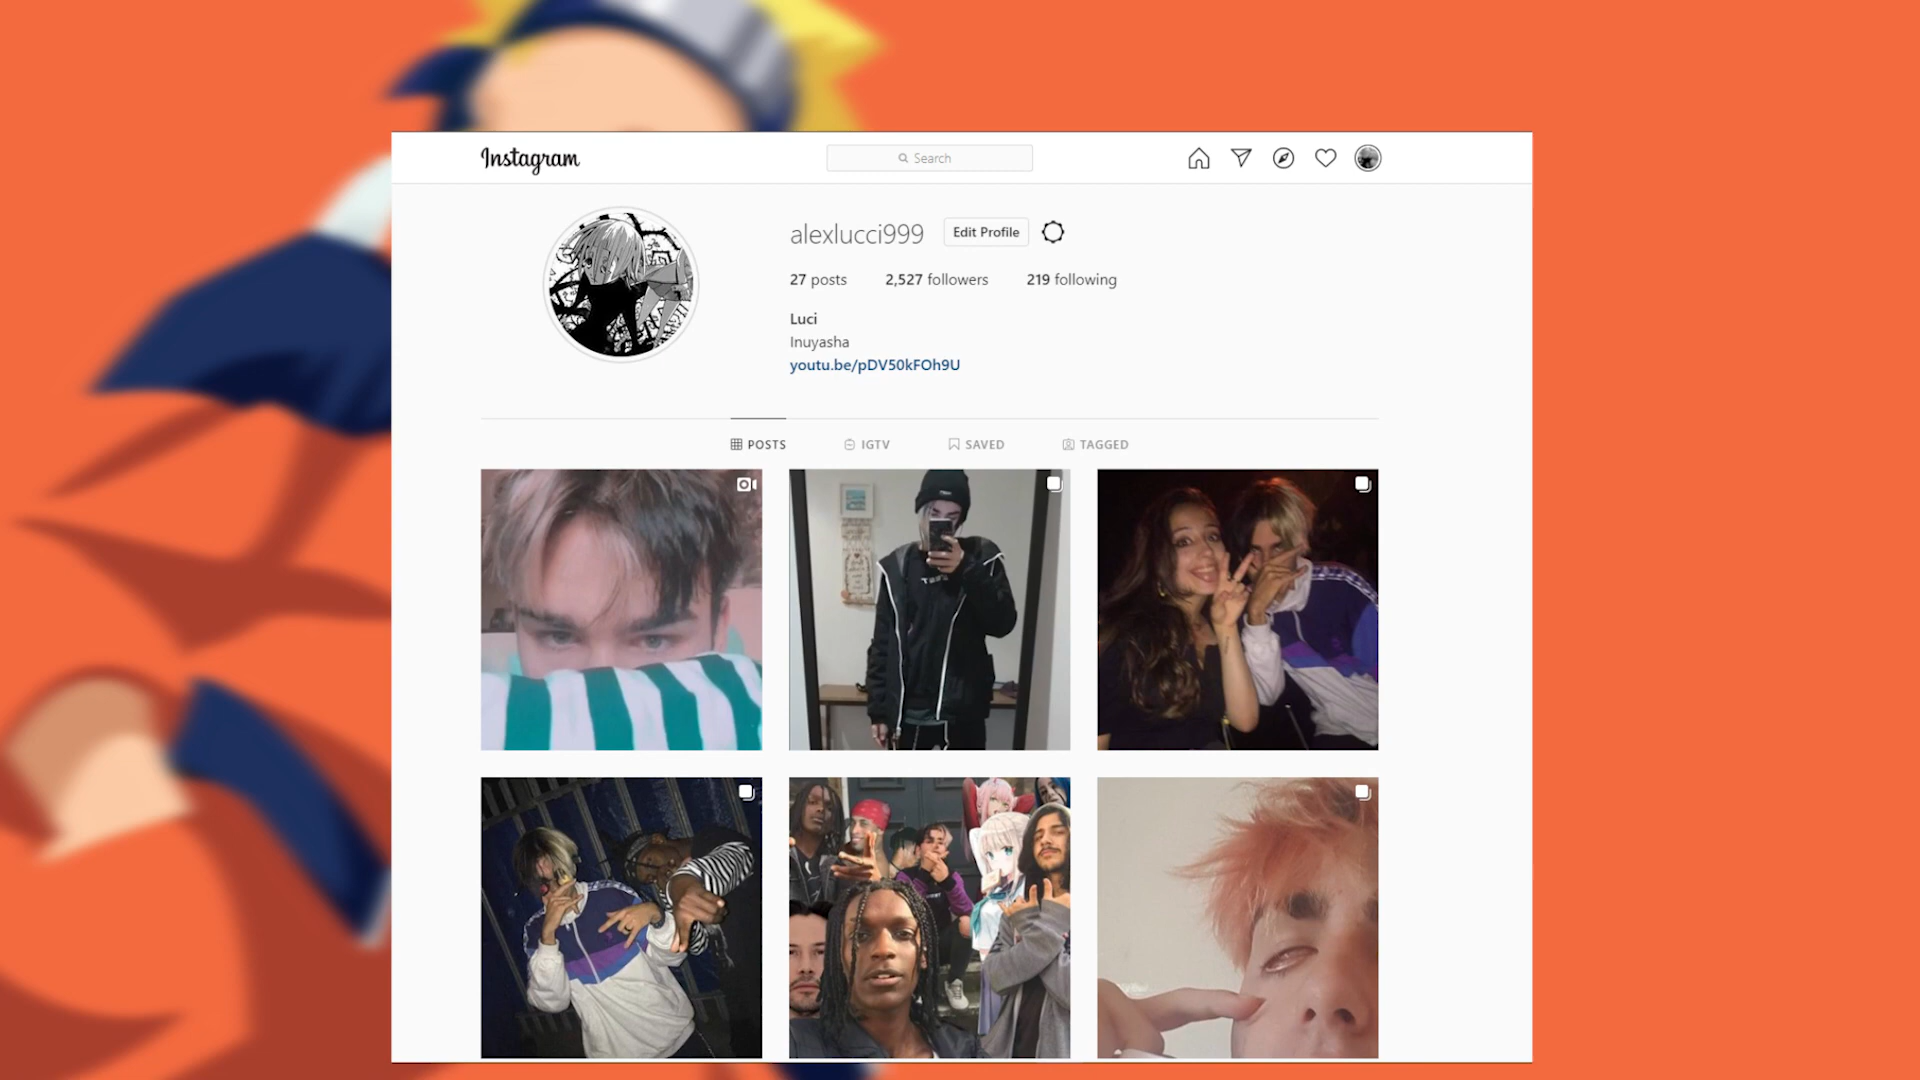 Instagram
Search
alexlucci999 Edit Profile
27 posts 2,527 followers 219 following
Luci
Inuyasha
youtu.be/pDV50kFOh9U
POSTS IGTV SAVED TAGGED